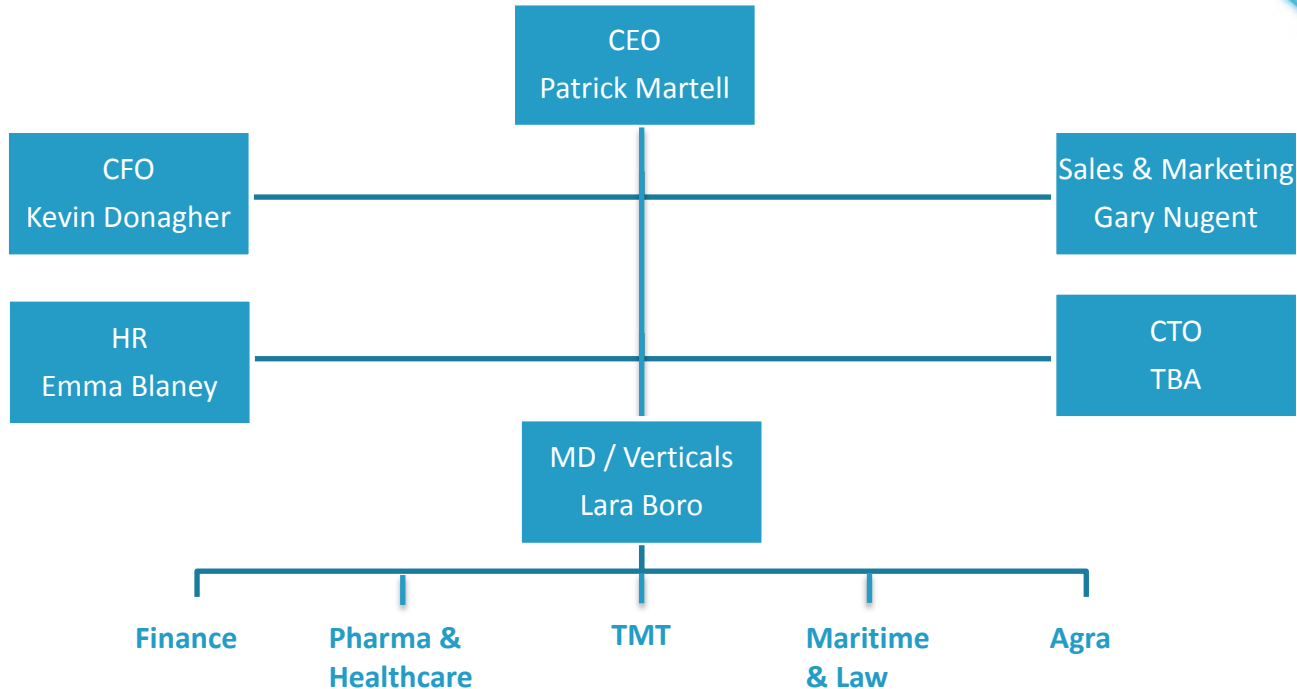 CEO
Patrick Martell
CFO
Kevin Donagher
Sales & Marketing
Gary Nugent
HR
Emma Blaney
CTO
TBA
MD / Verticals
Lara Boro
Finance
Pharma &
Healthcare
TMT
Maritime
& Law
Agra